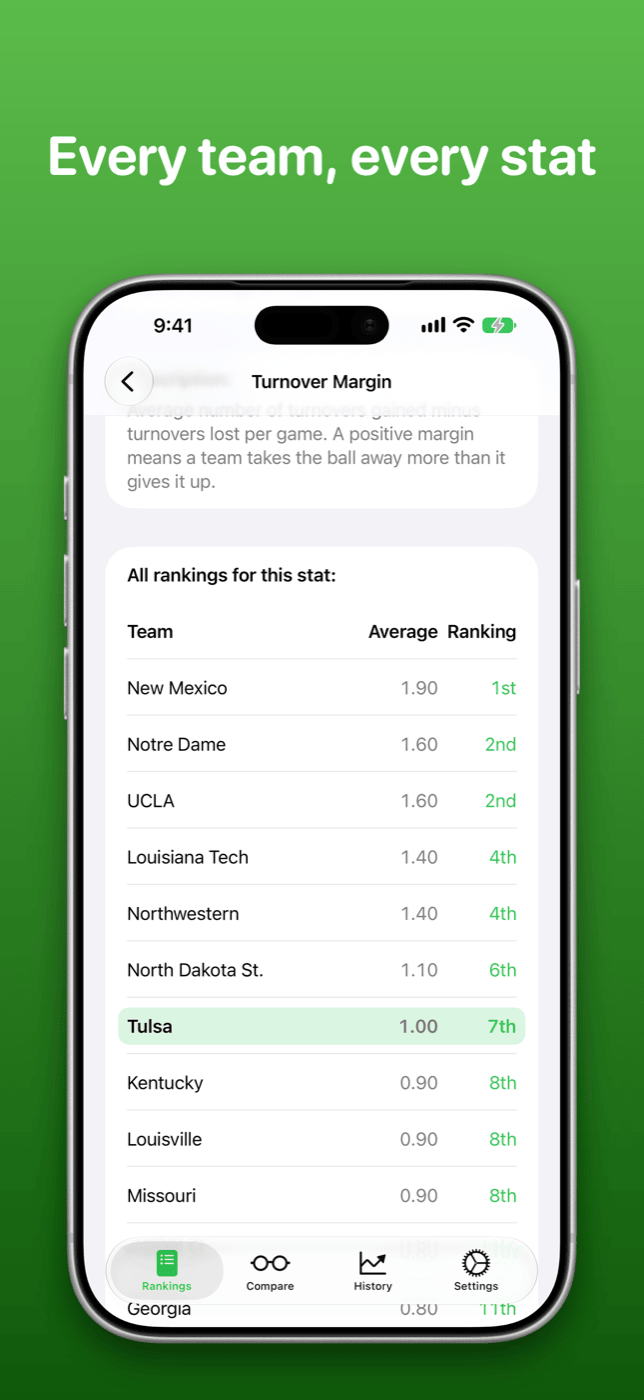 Every team, every stat
9:41
Turnover Margin
Average number of turnovers gained minus
turnovers lost per game. A positive margin
means a team takes the ball away more than it
gives it up.
All rankings for this stat:
Team Average Ranking
New Mexico 1.90 1st
Notre Dame 1.60 2nd
UCLA 1.60 2nd
Louisiana Tech 1.40 4th
Northwestern 1.40 4th
North Dakota St. 1.10 6th
Tulsa 1.00 7th
Kentucky 0.90 8th
Louisville 0.90 8th
Missouri 0.90 8th
Rankings Compare History Settings
Georgia 0.80 11th